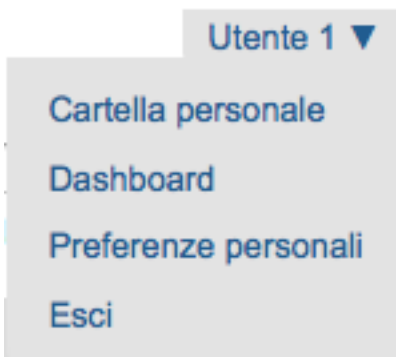 Utente 1 ▼
Cartella personale
Dashboard
Preferenze personali
Esci